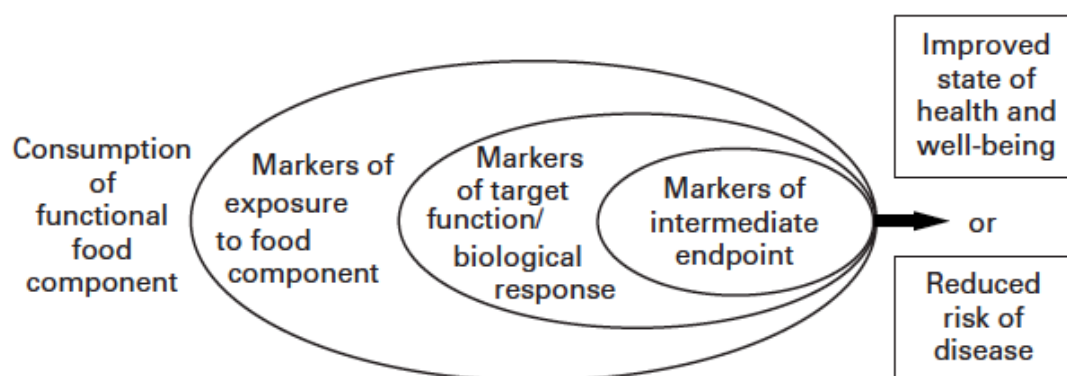 Consumption
of
functional
food
component
Markers of
exposure
to food
component
Markers
of target
function/
biological
response
Markers of
intermediate
endpoint
Improved
state of
health and
well-being
or
Reduced
risk of
disease